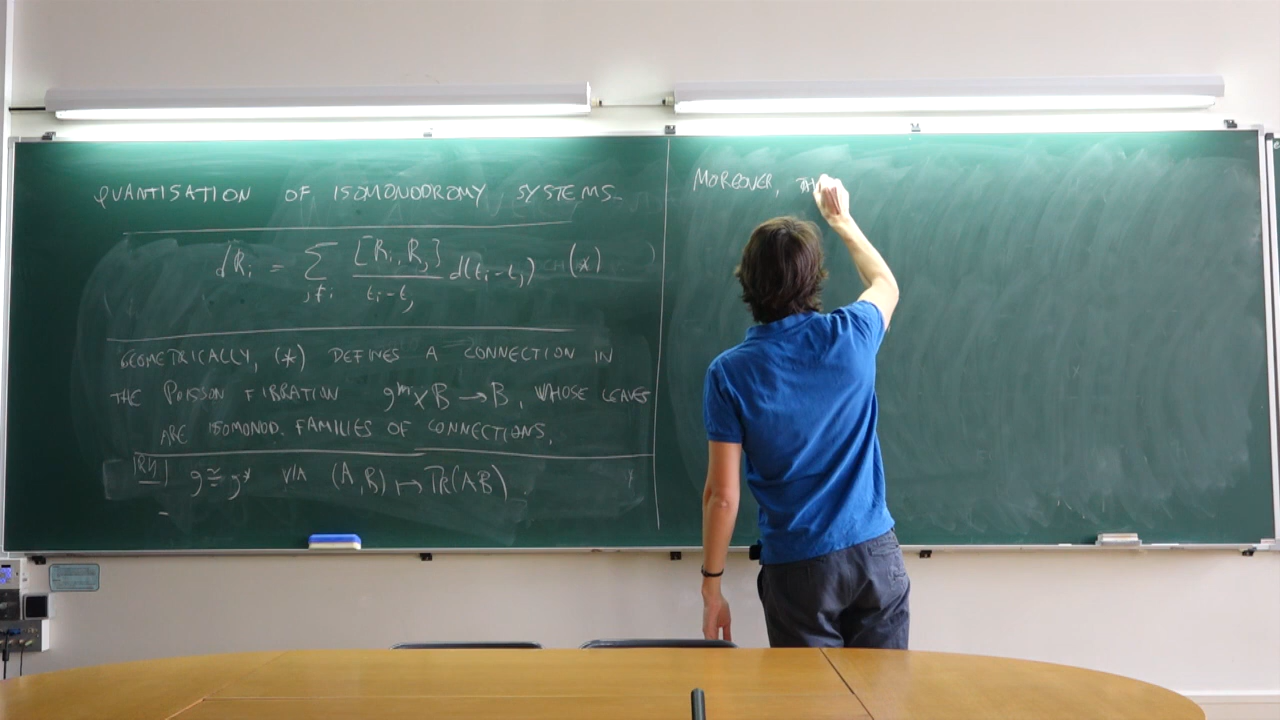 QUANTISATION OF ISOMONODROMY SYSTEMS
dR_i = ∑_{j≠i} [R_i, R_j] / (t_i - t_j) d(t_i - t_j) (*)
GEOMETRICALLY, (*) DEFINES A CONNECTION IN
THE POISSON FIBRATION g^m × B → B, WHOSE LEAVES
ARE ISOMONOD. FAMILIES OF CONNECTIONS.
RK g ≅ g* VIA (A, B) ↦ TR(AB)
MOREOVER,